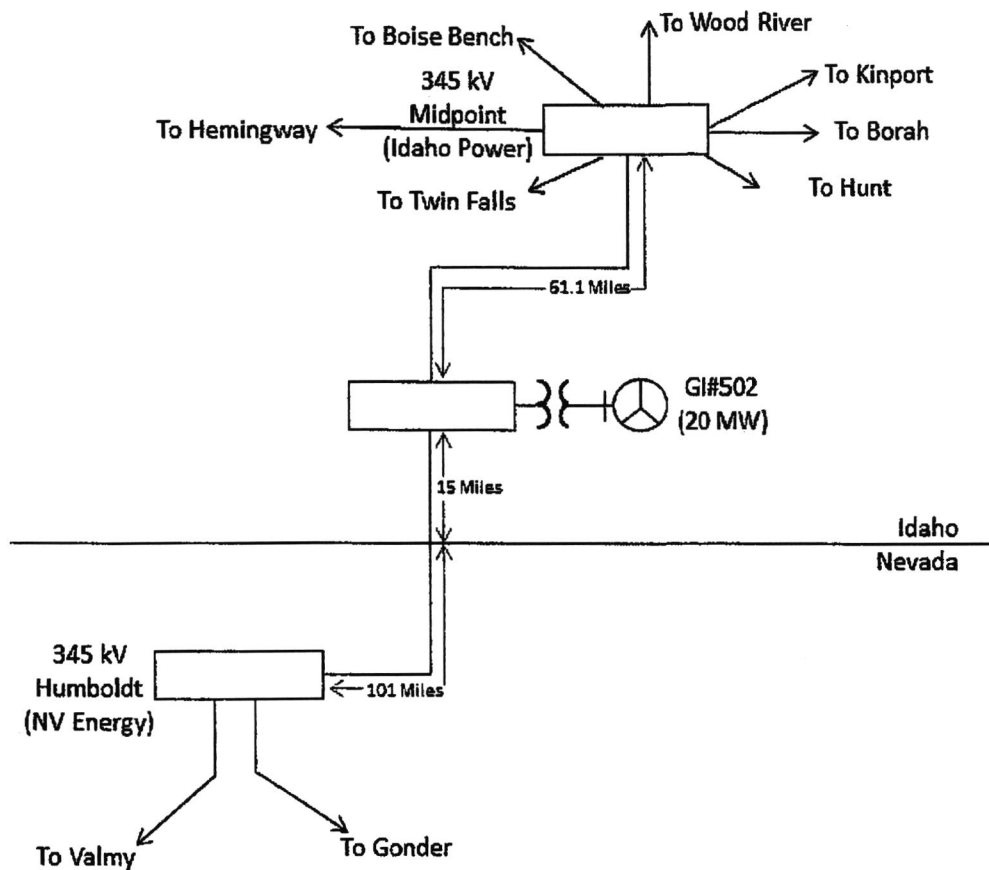 To Boise Bench
To Wood River
345 kV
Midpoint
(Idaho Power)
To Kinport
To Hemingway
To Borah
To Twin Falls
To Hunt
61.1 Miles
GI#502
(20 MW)
15 Miles
Idaho
Nevada
345 kV
Humboldt
(NV Energy)
101 Miles
To Valmy
To Gonder